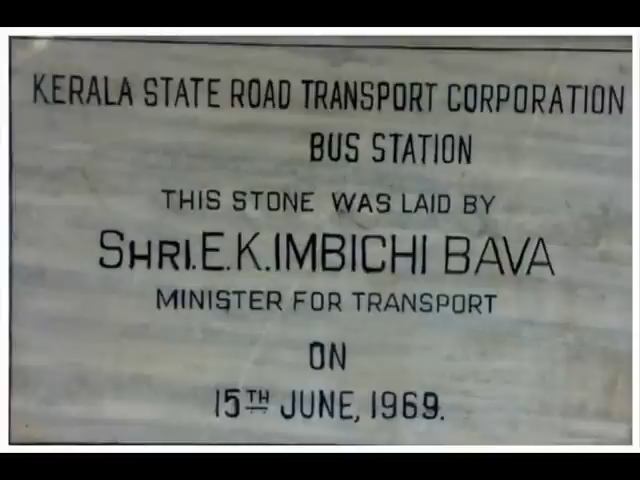 KERALA STATE ROAD TRANSPORT CORPORATION
BUS STATION
THIS STONE WAS LAID BY
SHRI.E.K.IMBICHI BAVA
MINISTER FOR TRANSPORT
ON
15TH JUNE, 1969.